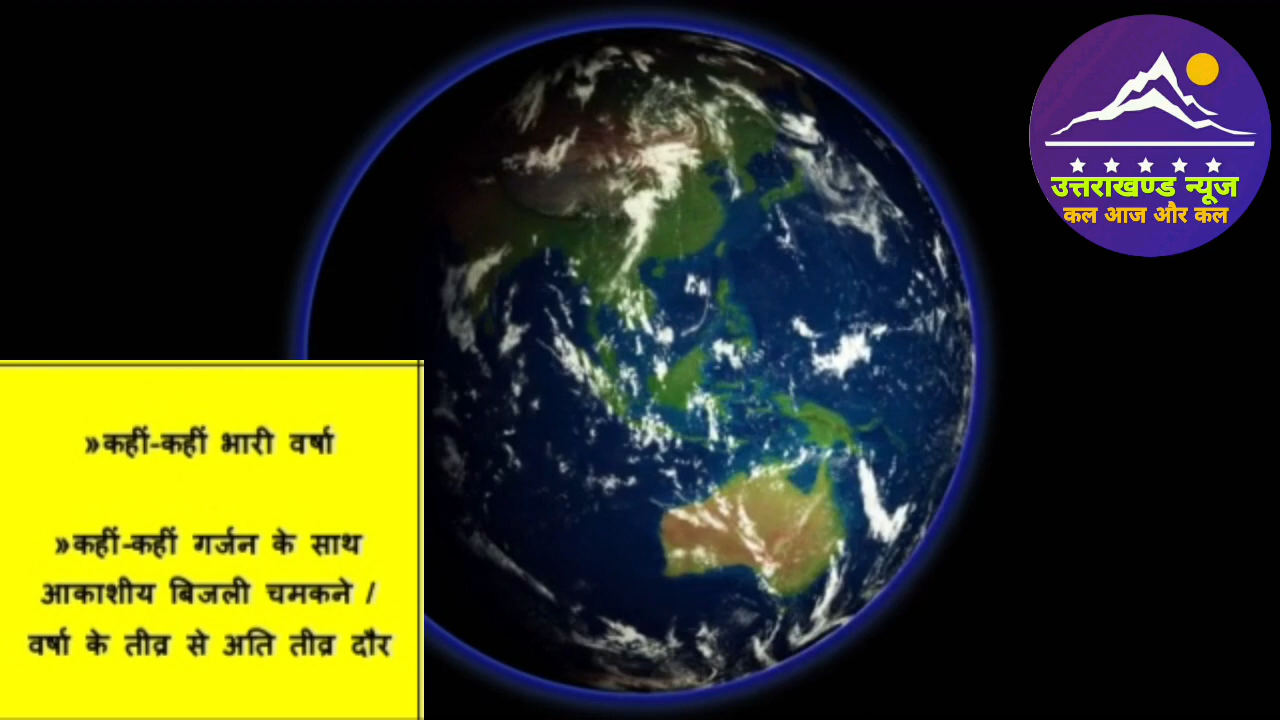 उत्तराखण्ड न्यूज
कल आज और कल
»कहीं-कहीं भारी वर्षा
»कहीं-कहीं गर्जन के साथ
आकाशीय बिजली चमकने /
वर्षा के तीव्र से अति तीव्र दौर